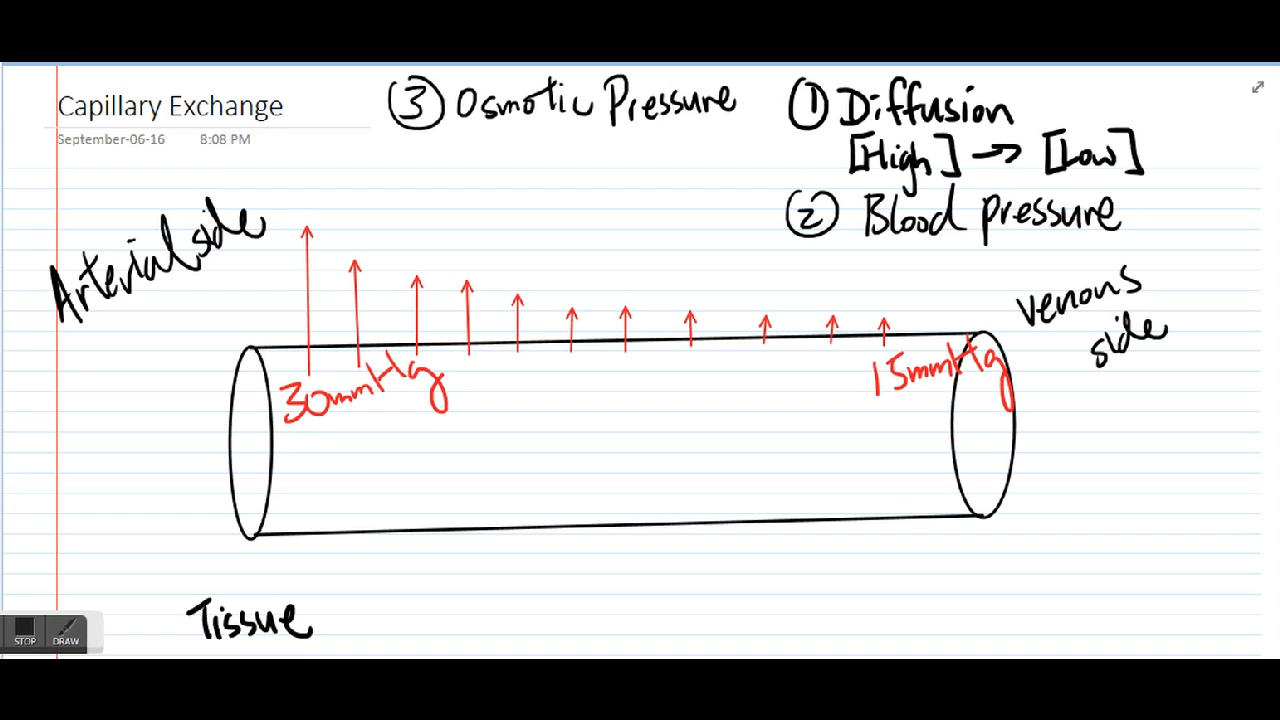 Capillary Exchange
September-06-16 8:08 PM
③ Osmotic Pressure
① Diffusion
[High] → [Low]
② Blood pressure
Arterial side
venous
side
30mmHg
15mmHg
Tissue
STOP DRAW